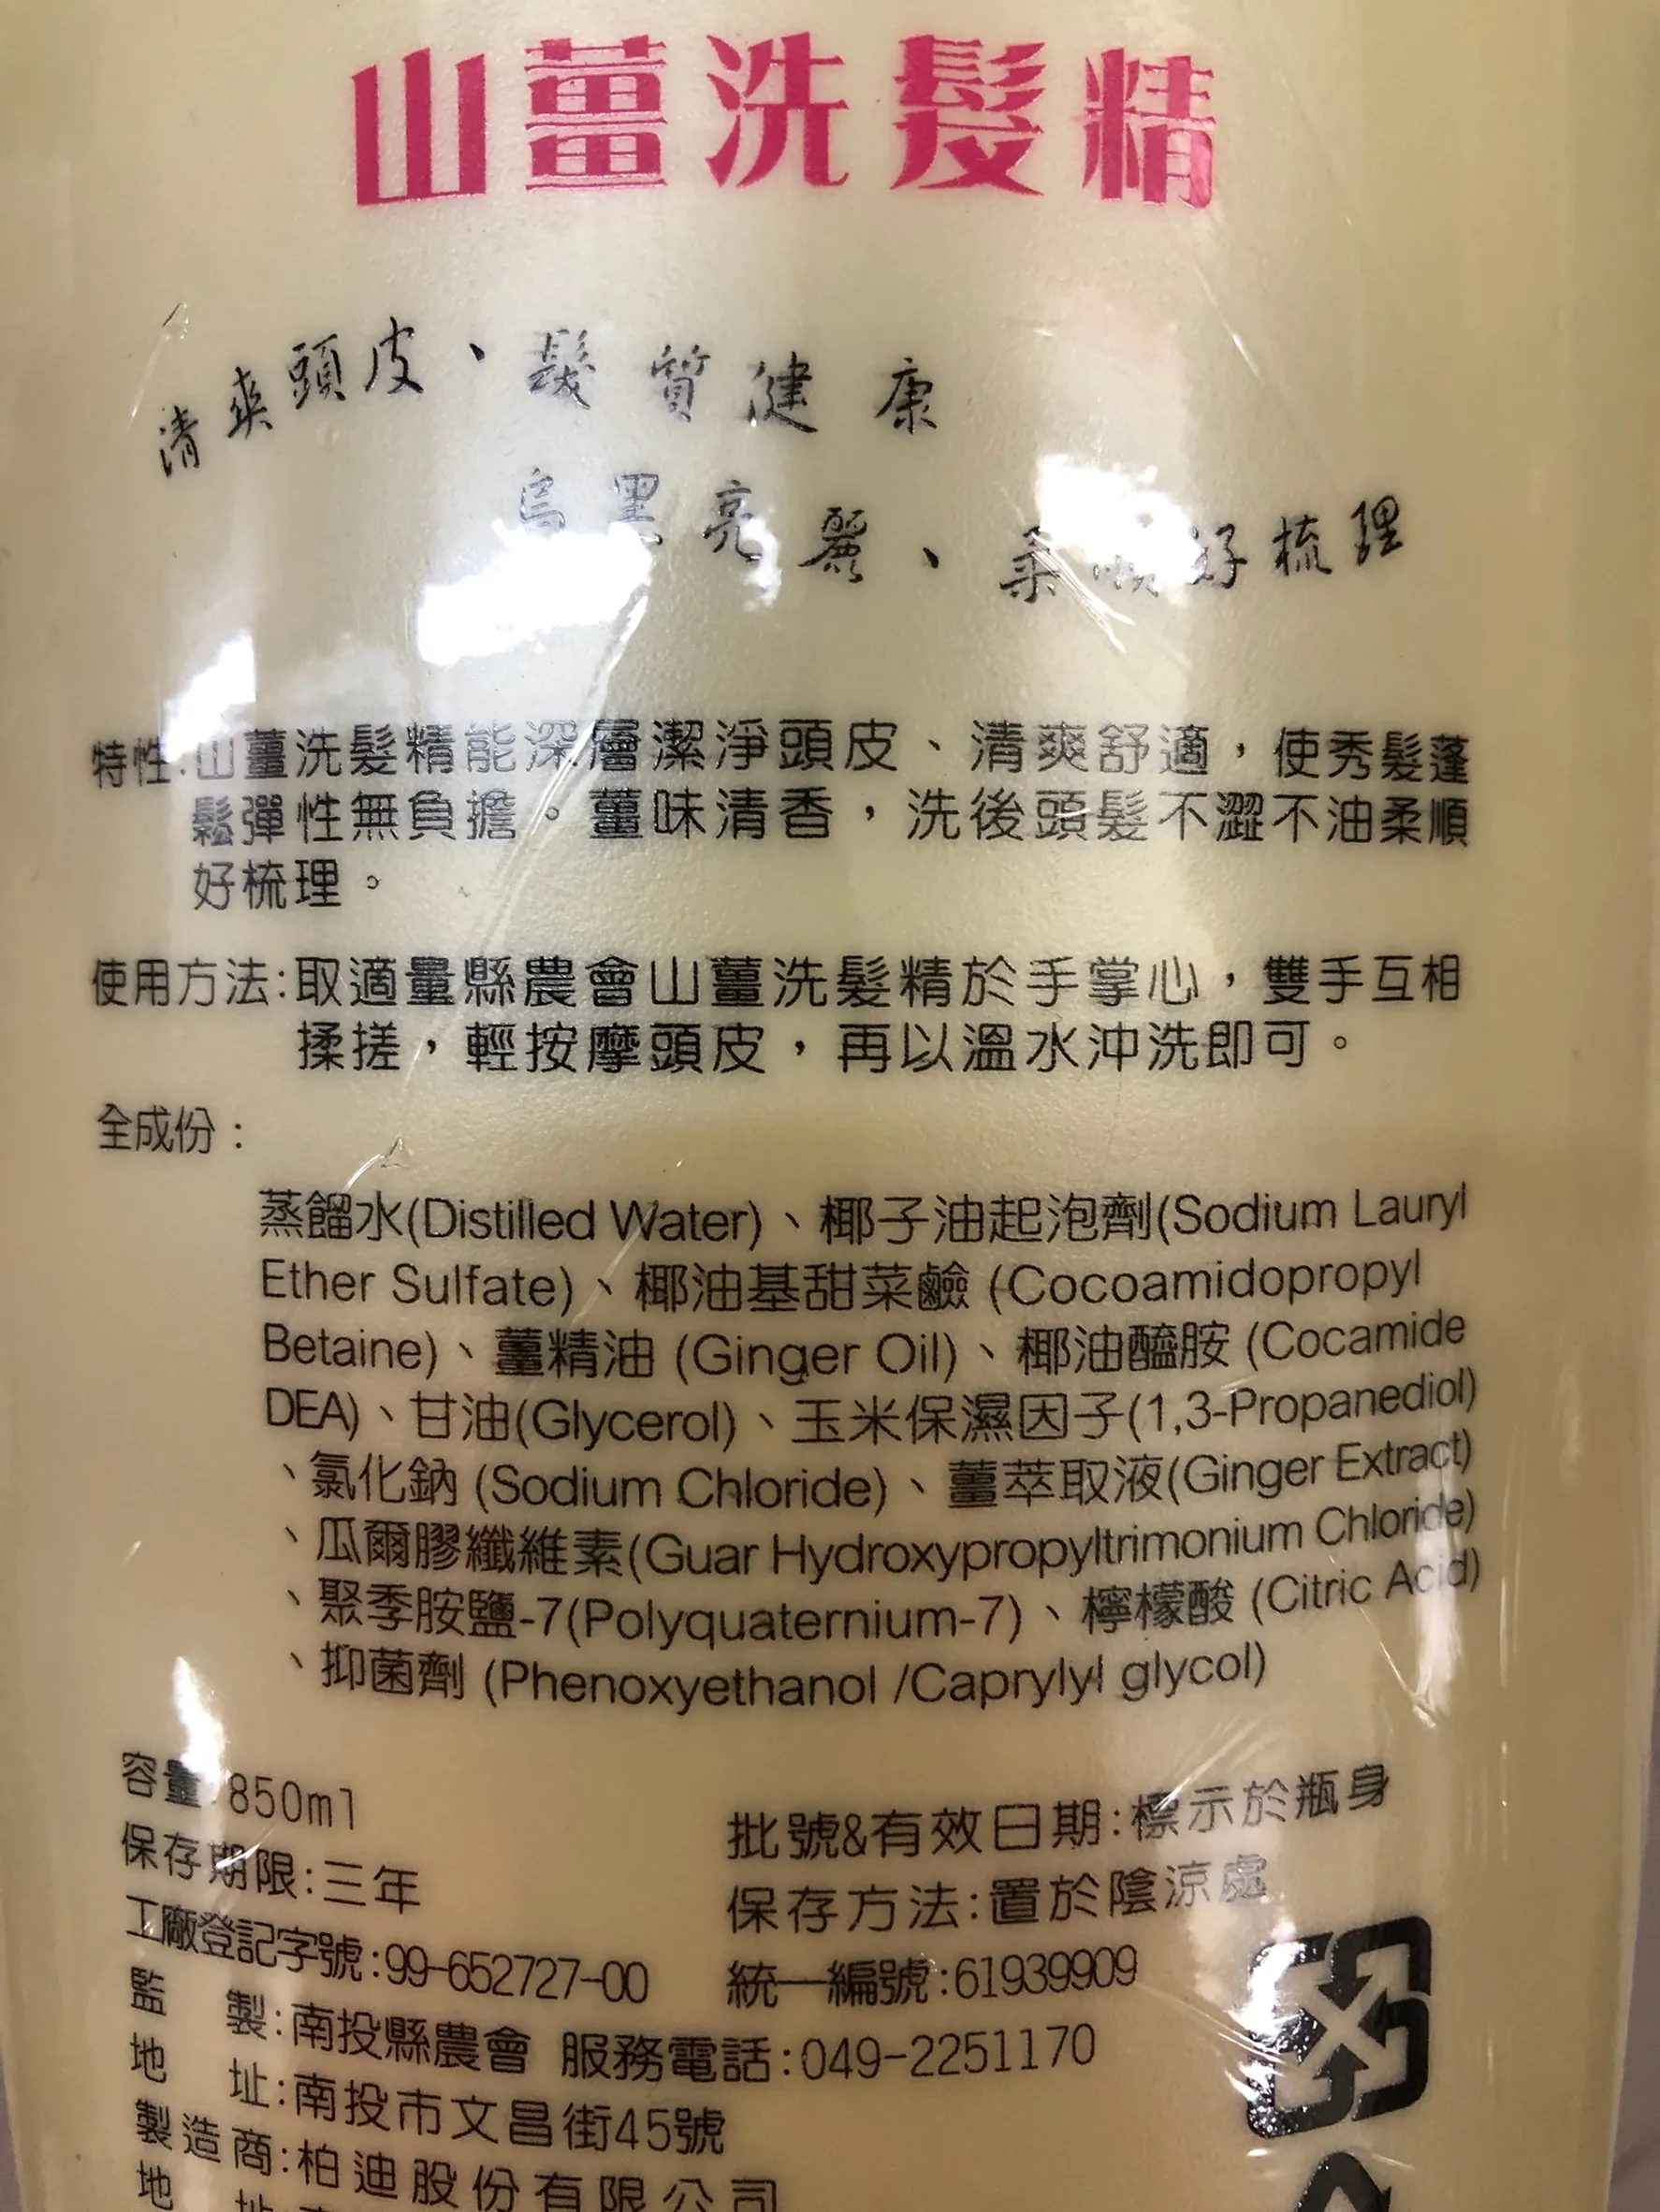 山薑洗髮精
清爽頭皮、髮質健康
烏黑亮麗、柔順好梳理
特性:山薑洗髮精能深層潔淨頭皮、清爽舒適，使秀髮蓬
鬆彈性無負擔。薑味清香，洗後頭髮不澀不油柔順
好梳理。
使用方法:取適量縣農會山薑洗髮精於手掌心，雙手互相
揉搓，輕按摩頭皮，再以溫水沖洗即可。
全成份：
蒸餾水(Distilled Water)、椰子油起泡劑(Sodium Lauryl
Ether Sulfate)、椰油基甜菜鹼 (Cocoamidopropyl
Betaine)、薑精油 (Ginger Oil)、椰油醯胺 (Cocamide
DEA)、甘油(Glycerol)、玉米保濕因子(1,3-Propanediol)
、氯化鈉 (Sodium Chloride)、薑萃取液(Ginger Extract)
、瓜爾膠纖維素(Guar Hydroxypropyltrimonium Chloride)
、聚季胺鹽-7(Polyquaternium-7)、檸檬酸 (Citric Acid)
、抑菌劑 (Phenoxyethanol /Caprylyl glycol)
容量:850ml
批號&有效日期:標示於瓶身
保存期限:三年
保存方法:置於陰涼處
工廠登記字號:99-652727-00
統一編號:61939909
監 製:南投縣農會 服務電話:049-2251170
地 址:南投市文昌街45號
製造商:柏迪股份有限公司
地 址: